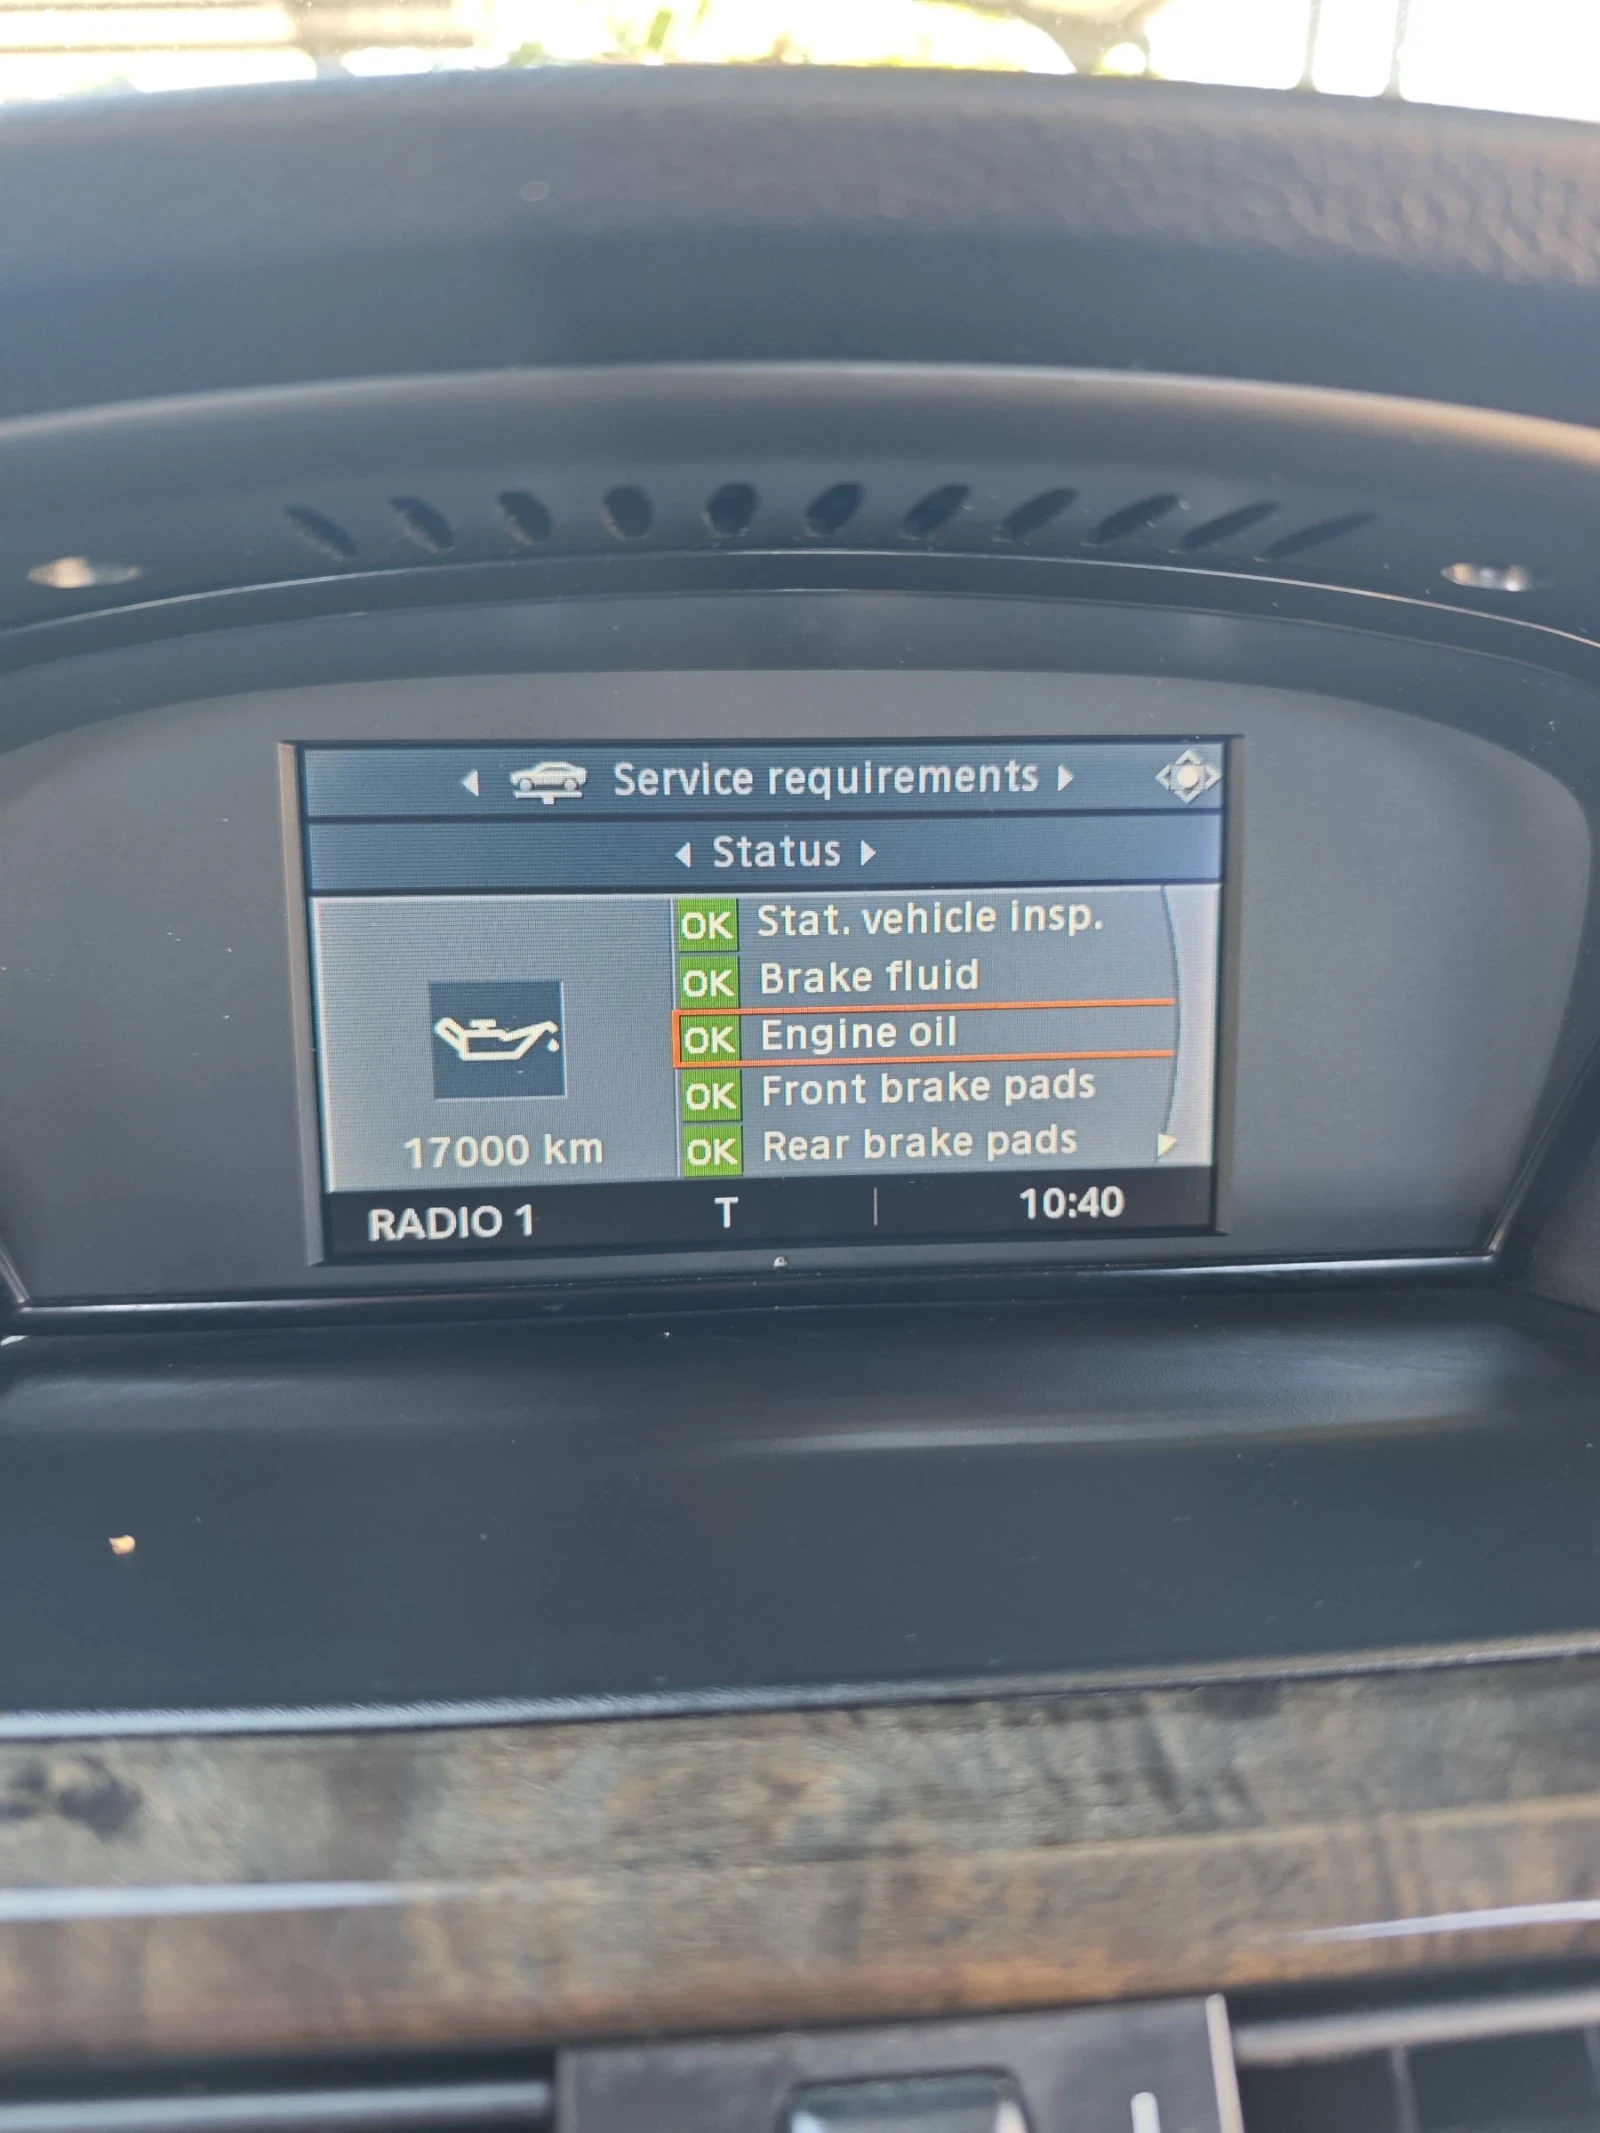 Service requirements
Status
OK Stat. vehicle insp.
OK Brake fluid
OK Engine oil
OK Front brake pads
OK Rear brake pads
17000 km
RADIO 1 T 10:40